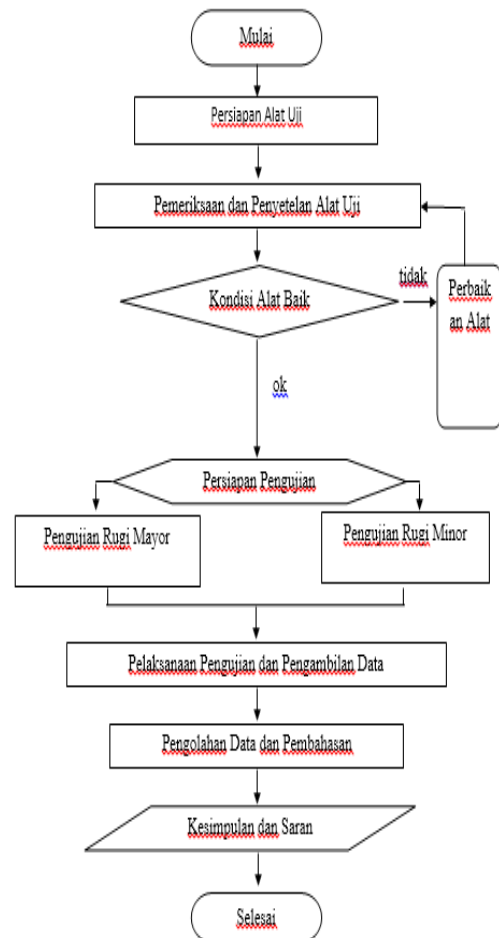 Mulai
Persiapan Alat Uji
Pemeriksaan dan Penyetelan Alat Uji
Kondisi Alat Baik
tidak
Perbaik
an Alat
ok
Persiapan Pengujian
Pengujian Rugi Mayor
Pengujian Rugi Minor
Pelaksanaan Pengujian dan Pengambilan Data
Pengolahan Data dan Pembahasan
Kesimpulan dan Saran
Selesai